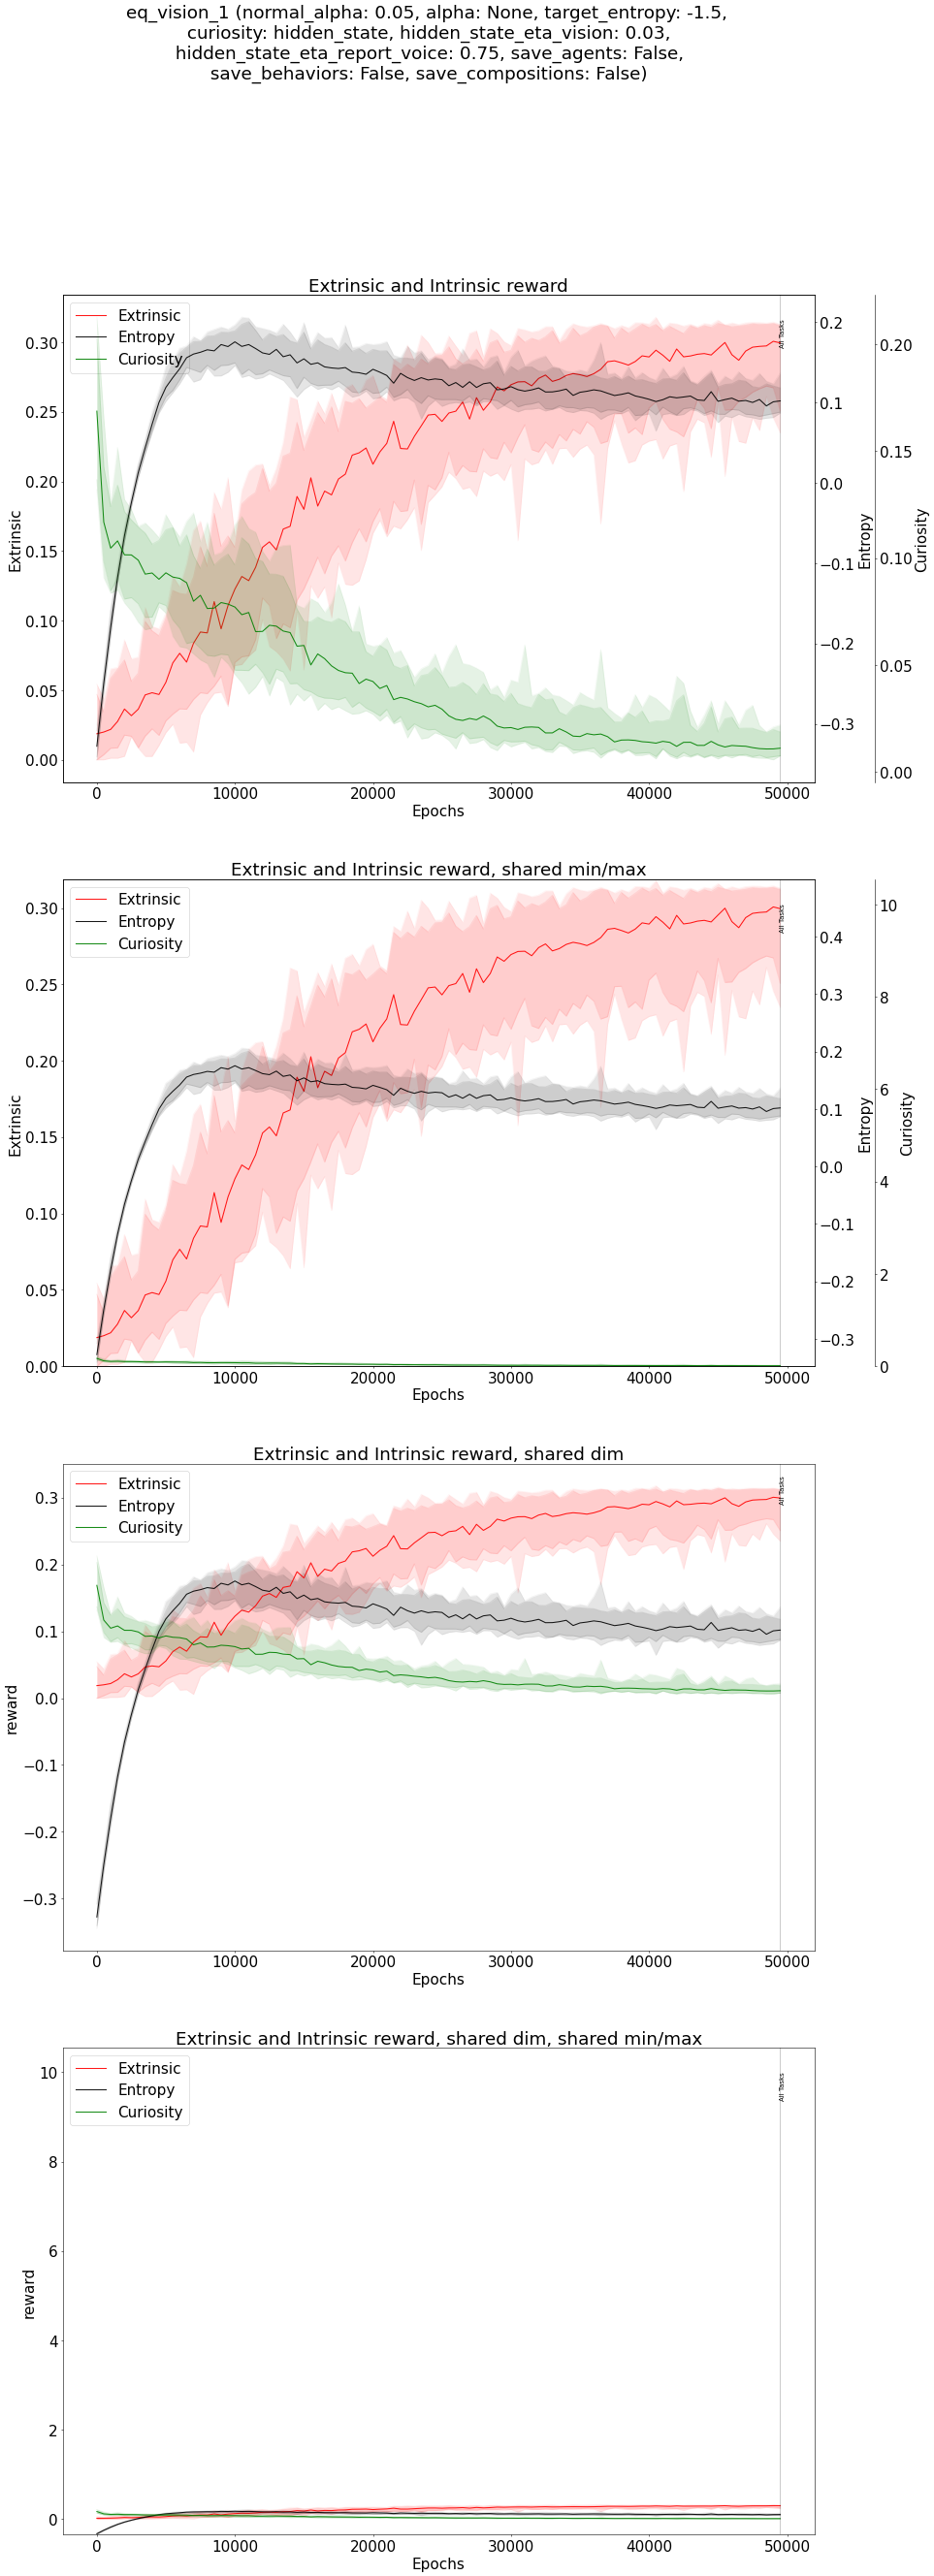 eq_vision_1 (normal_alpha: 0.05, alpha: None, target_entropy: -1.5,
curiosity: hidden_state, hidden_state_eta_vision: 0.03,
hidden_state_eta_report_voice: 0.75, save_agents: False,
save_behaviors: False, save_compositions: False)
Extrinsic and Intrinsic reward
Extrinsic
Entropy
Curiosity
All Tasks
0.30
0.25
0.20
0.15
0.10
0.05
0.00
Extrinsic
0.2
0.1
0.0
−0.1
−0.2
−0.3
Entropy
0.20
0.15
0.10
0.05
0.00
Curiosity
0 10000 20000 30000 40000 50000
Epochs
Extrinsic and Intrinsic reward, shared min/max
Extrinsic
Entropy
Curiosity
All Tasks
0.30
0.25
0.20
0.15
0.10
0.05
0.00
Extrinsic
0.4
0.3
0.2
0.1
0.0
−0.1
−0.2
−0.3
Entropy
10
8
6
4
2
0
Curiosity
0 10000 20000 30000 40000 50000
Epochs
Extrinsic and Intrinsic reward, shared dim
Extrinsic
Entropy
Curiosity
All Tasks
0.3
0.2
0.1
0.0
−0.1
−0.2
−0.3
reward
0 10000 20000 30000 40000 50000
Epochs
Extrinsic and Intrinsic reward, shared dim, shared min/max
Extrinsic
Entropy
Curiosity
All Tasks
10
8
6
4
2
0
reward
0 10000 20000 30000 40000 50000
Epochs